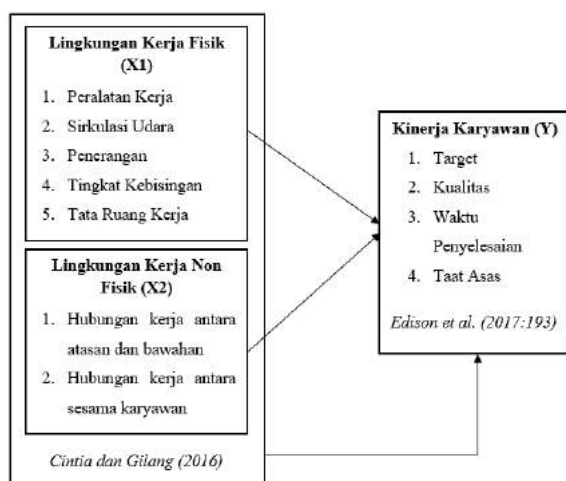 Lingkungan Kerja Fisik
(X1)
1. Peralatan Kerja
2. Sirkulasi Udara
3. Penerangan
4. Tingkat Kebisingan
5. Tata Ruang Kerja
Lingkungan Kerja Non
Fisik (X2)
1. Hubungan kerja antara
atasan dan bawahan
2. Hubungan kerja antara
sesama karyawan
Cintia dan Gilang (2016)
Kinerja Karyawan (Y)
1. Target
2. Kualitas
3. Waktu
Penyelesaian
4. Taat Asas
Edison et al. (2017:193)